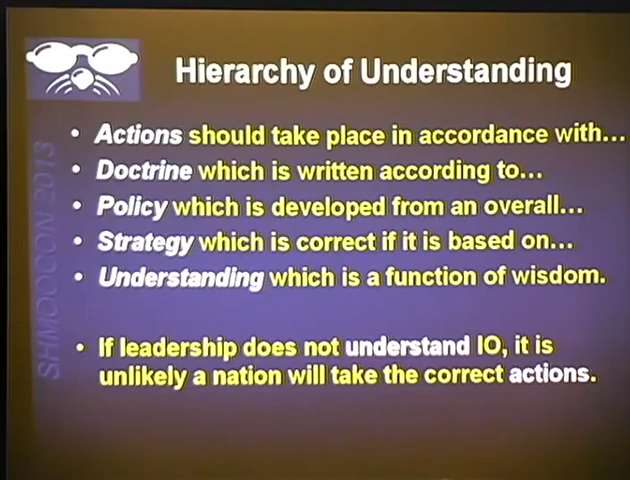 Hierarchy of Understanding
• Actions should take place in accordance with...
• Doctrine which is written according to...
• Policy which is developed from an overall...
• Strategy which is correct if it is based on...
• Understanding which is a function of wisdom.
• If leadership does not understand IO, it is
unlikely a nation will take the correct actions.
SHMOOCON 2013